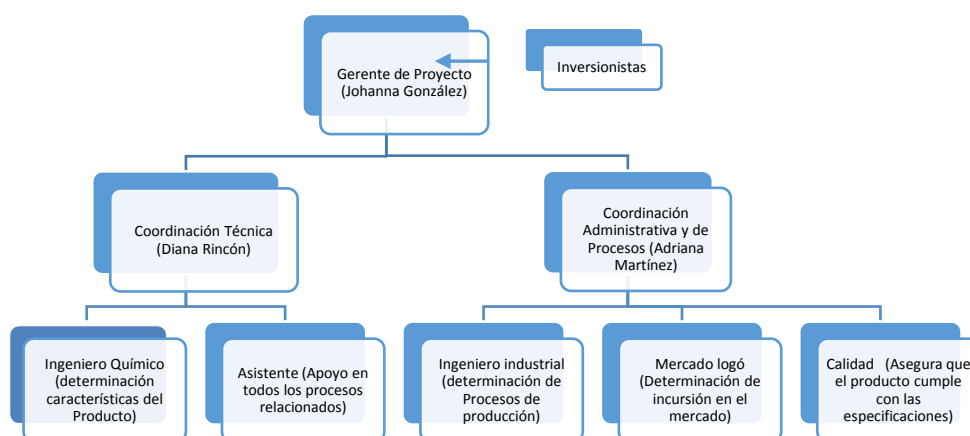 Gerente de Proyecto
(Johanna González)
Inversionistas
Coordinación Técnica
(Diana Rincón)
Coordinación
Administrativa y de
Procesos (Adriana
Martínez)
Ingeniero Químico
(determinación
características del
Producto)
Asistente (Apoyo en
todos los procesos
relacionados)
Ingeniero industrial
(determinación de
Procesos de
producción)
Mercado logó
(Determinación de
incursión en el
mercado)
Calidad (Asegura que
el producto cumple
con las
especificaciones)